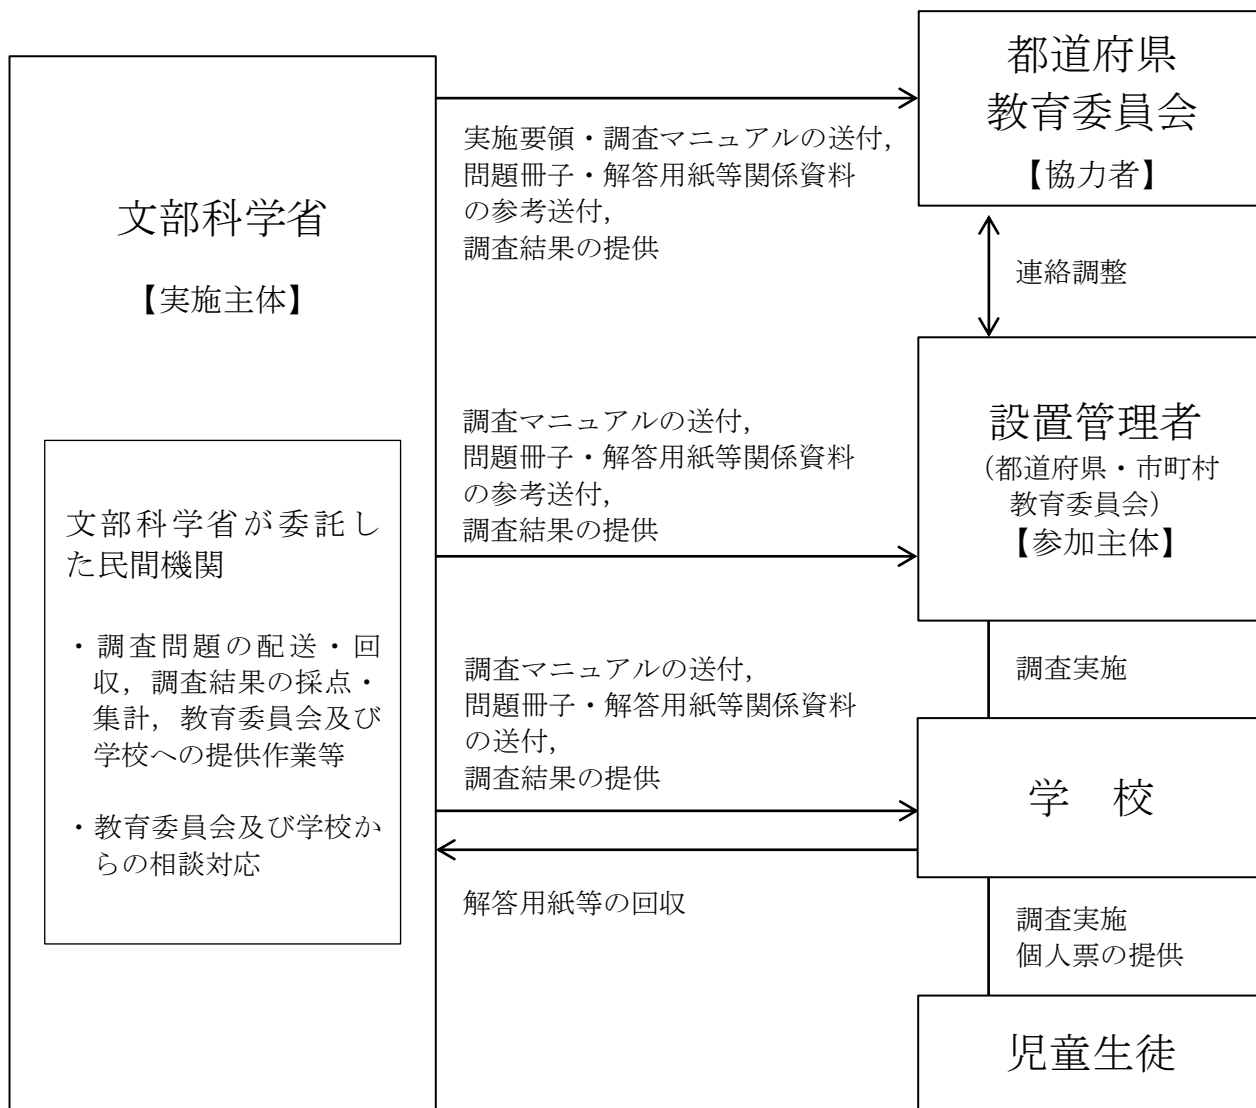 文部科学省
【実施主体】
文部科学省が委託し
た民間機関
・調査問題の配送・回
収，調査結果の採点・
集計，教育委員会及び
学校への提供作業等
・教育委員会及び学校か
らの相談対応
実施要領・調査マニュアルの送付，
問題冊子・解答用紙等関係資料
の参考送付，
調査結果の提供
調査マニュアルの送付，
問題冊子・解答用紙等関係資料
の参考送付，
調査結果の提供
調査マニュアルの送付，
問題冊子・解答用紙等関係資料
の送付，
調査結果の提供
解答用紙等の回収
都道府県
教育委員会
【協力者】
連絡調整
設置管理者
（都道府県・市町村
教育委員会）
【参加主体】
調査実施
学　校
調査実施
個人票の提供
児童生徒